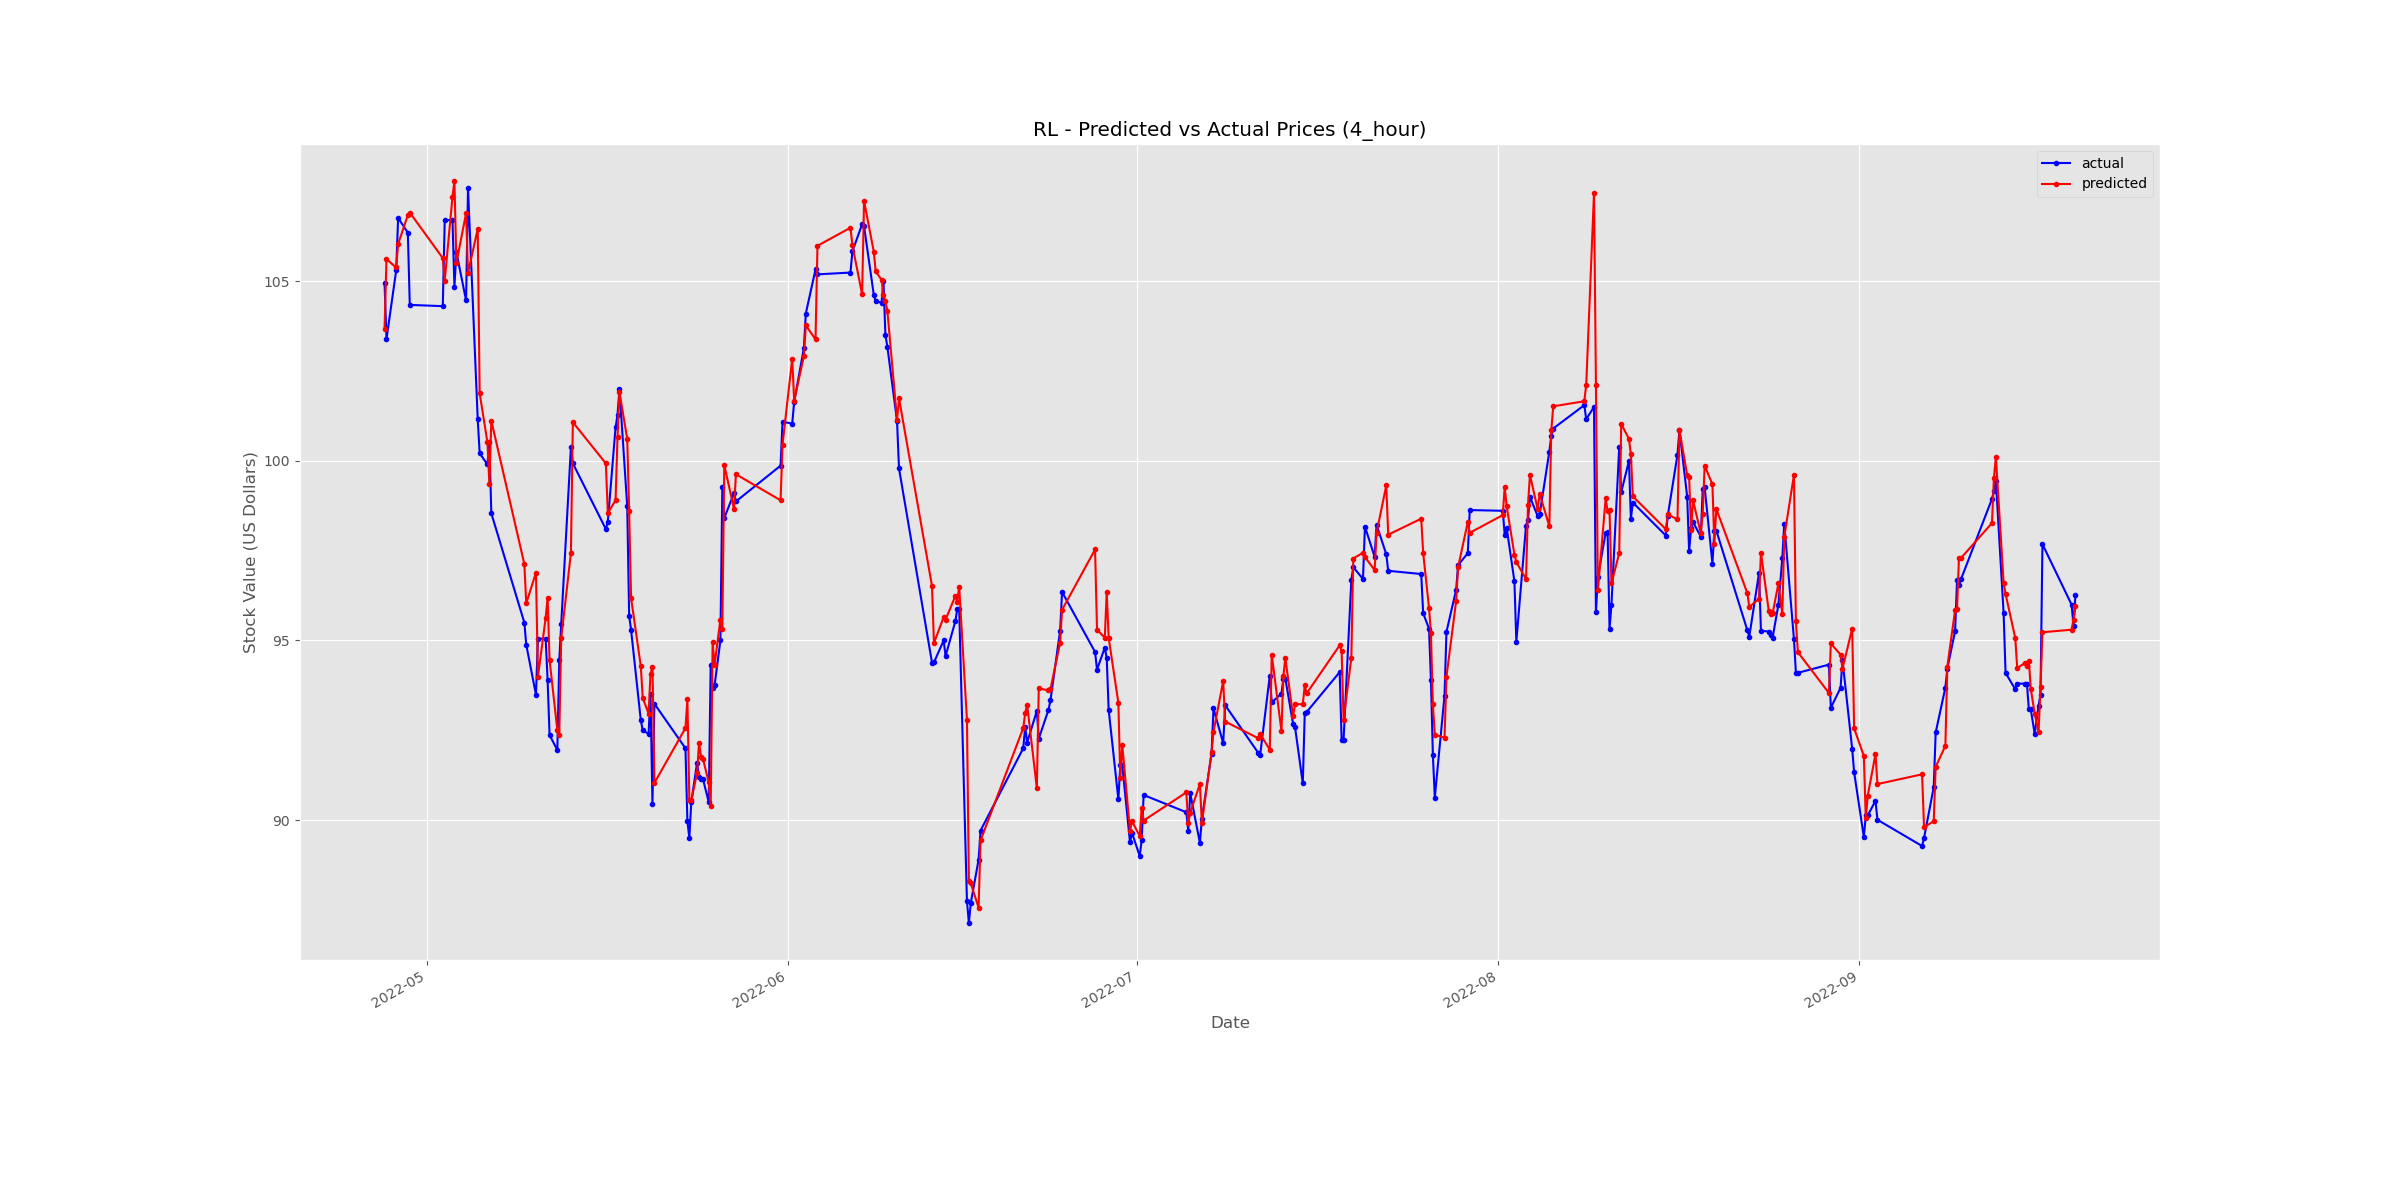 RL - Predicted vs Actual Prices (4_hour)
actual
predicted
105
100
95
90
Stock Value (US Dollars)
2022-05
2022-06
2022-07
2022-08
2022-09
Date